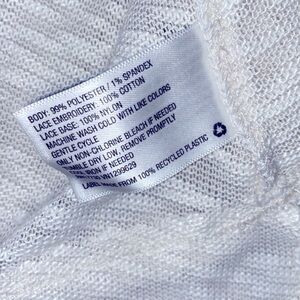 BODY: 99% POLYESTER / 1% SPANDEX
LACE EMBROIDERY: 100% COTTON
LACE BASE: 100% NYLON
MACHINE WASH COLD WITH LIKE COLORS
GENTLE CYCLE
ONLY NON-CHLORINE BLEACH IF NEEDED
TUMBLE DRY LOW, REMOVE PROMPTLY
COOL IRON IF NEEDED
VN1299829
LABEL MADE FROM 100% RECYCLED PLASTIC